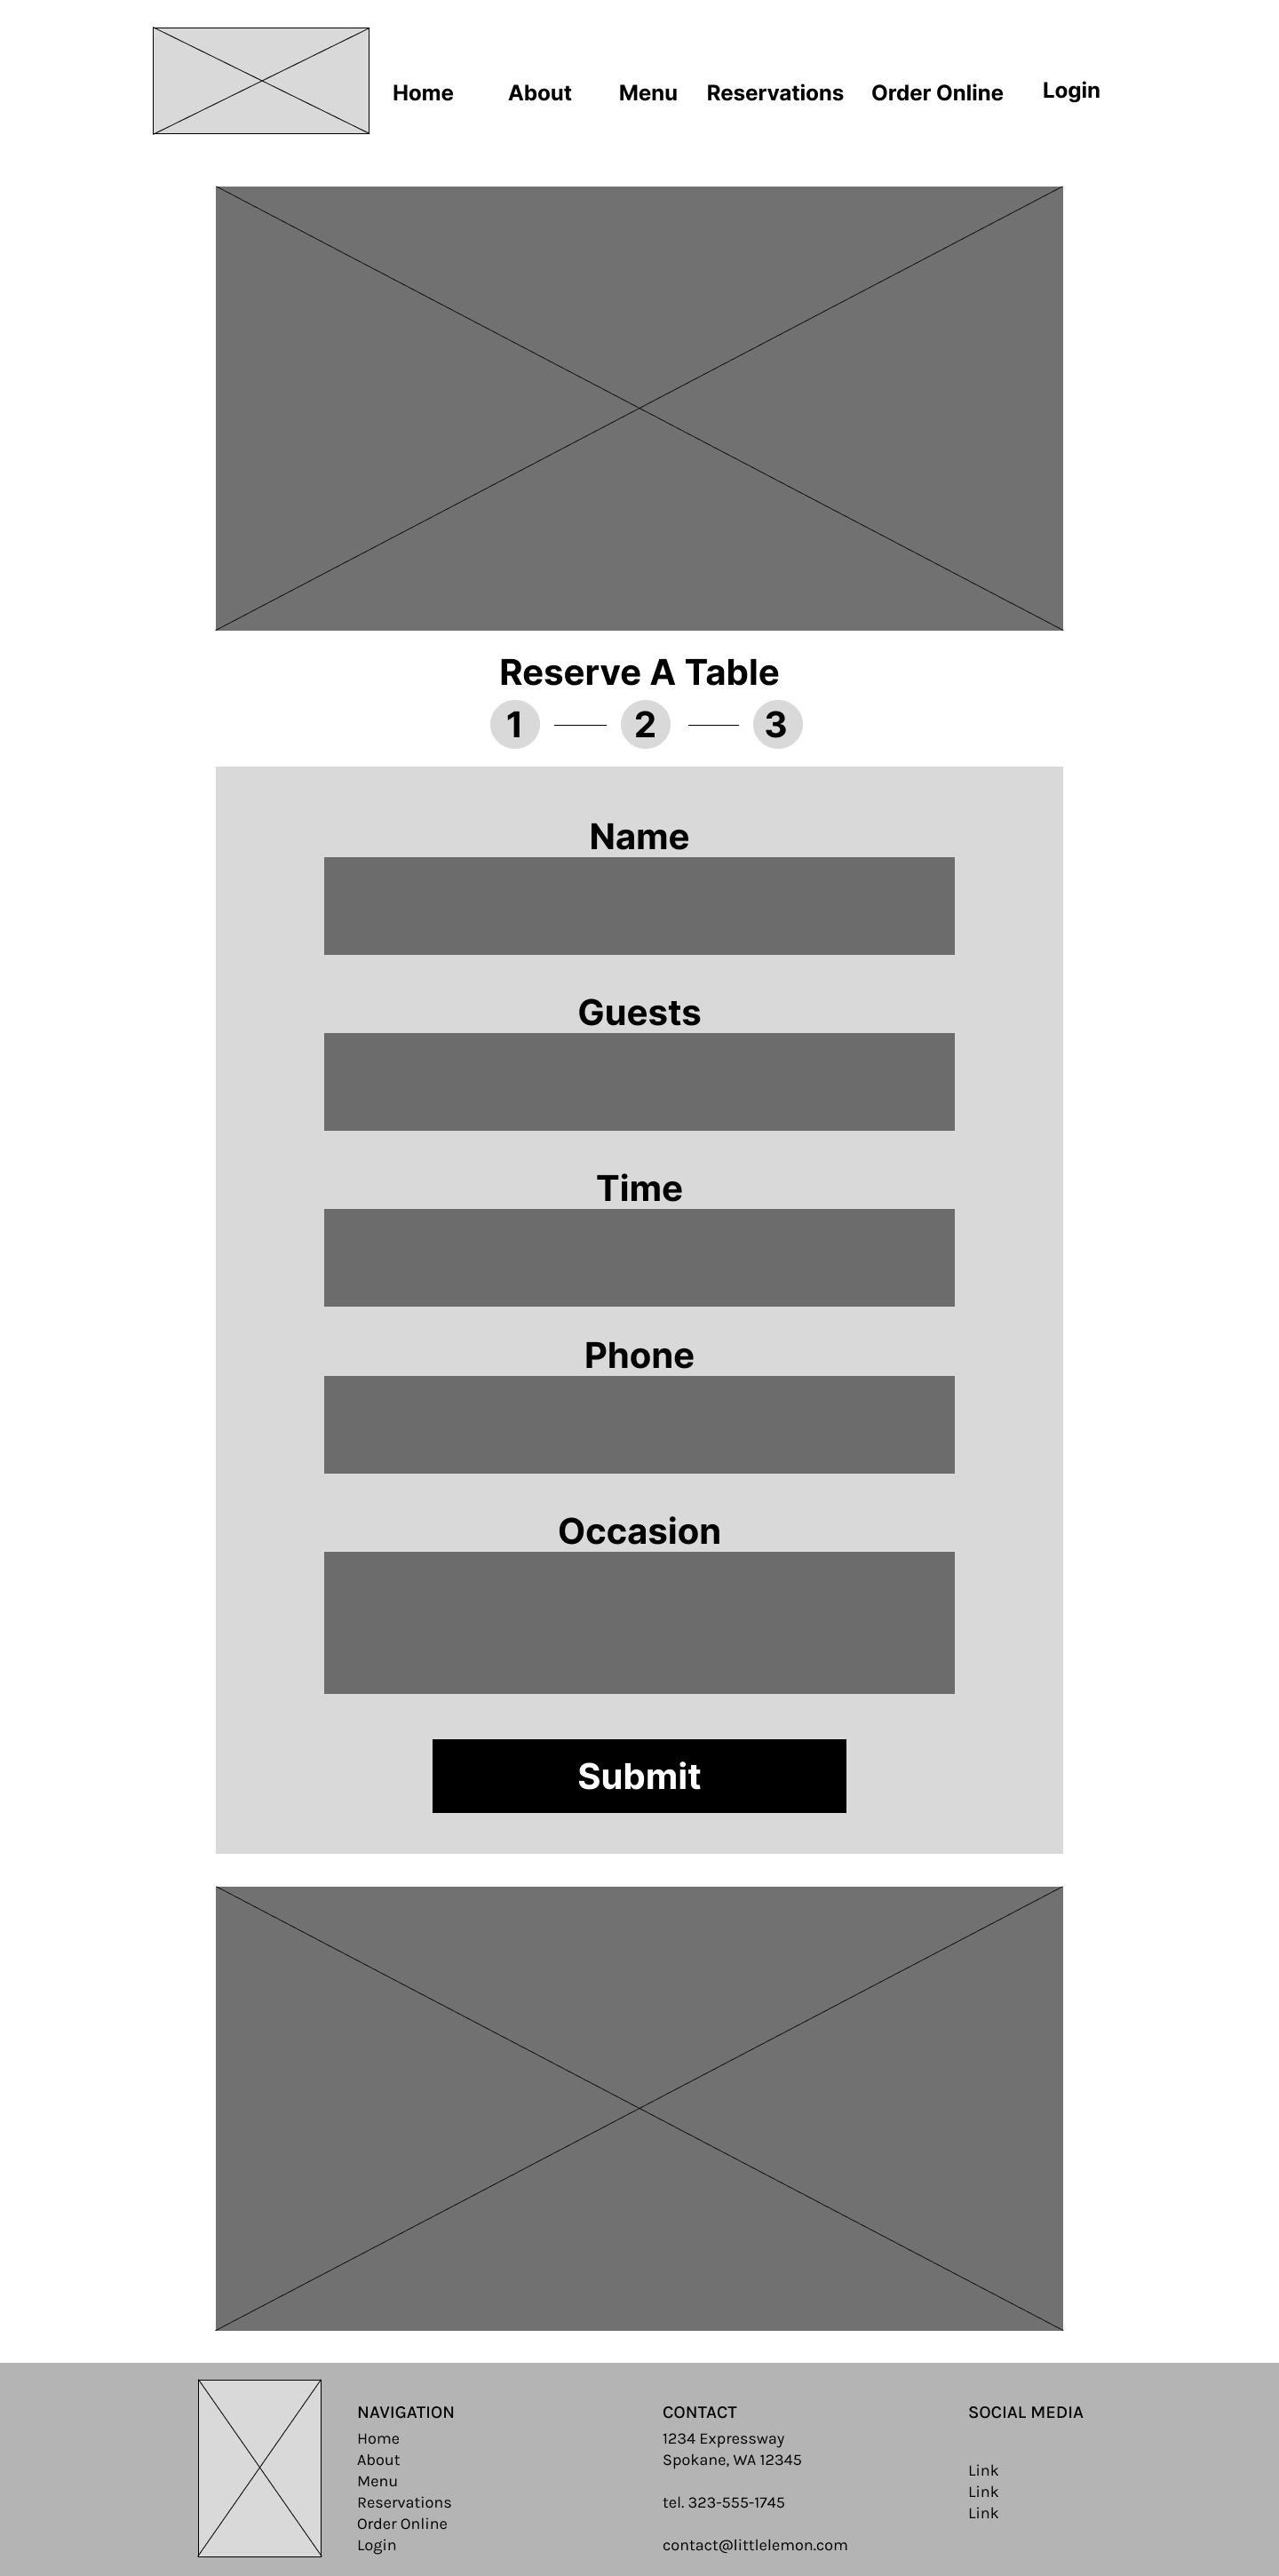 Home About Menu Reservations Order Online Login
Reserve A Table
1 2 3
Name
Guests
Time
Phone
Occasion
Submit
NAVIGATION
Home
About
Menu
Reservations
Order Online
Login
CONTACT
1234 Expressway
Spokane, WA 12345
tel. 323-555-1745
contact@littlelemon.com
SOCIAL MEDIA
Link
Link
Link